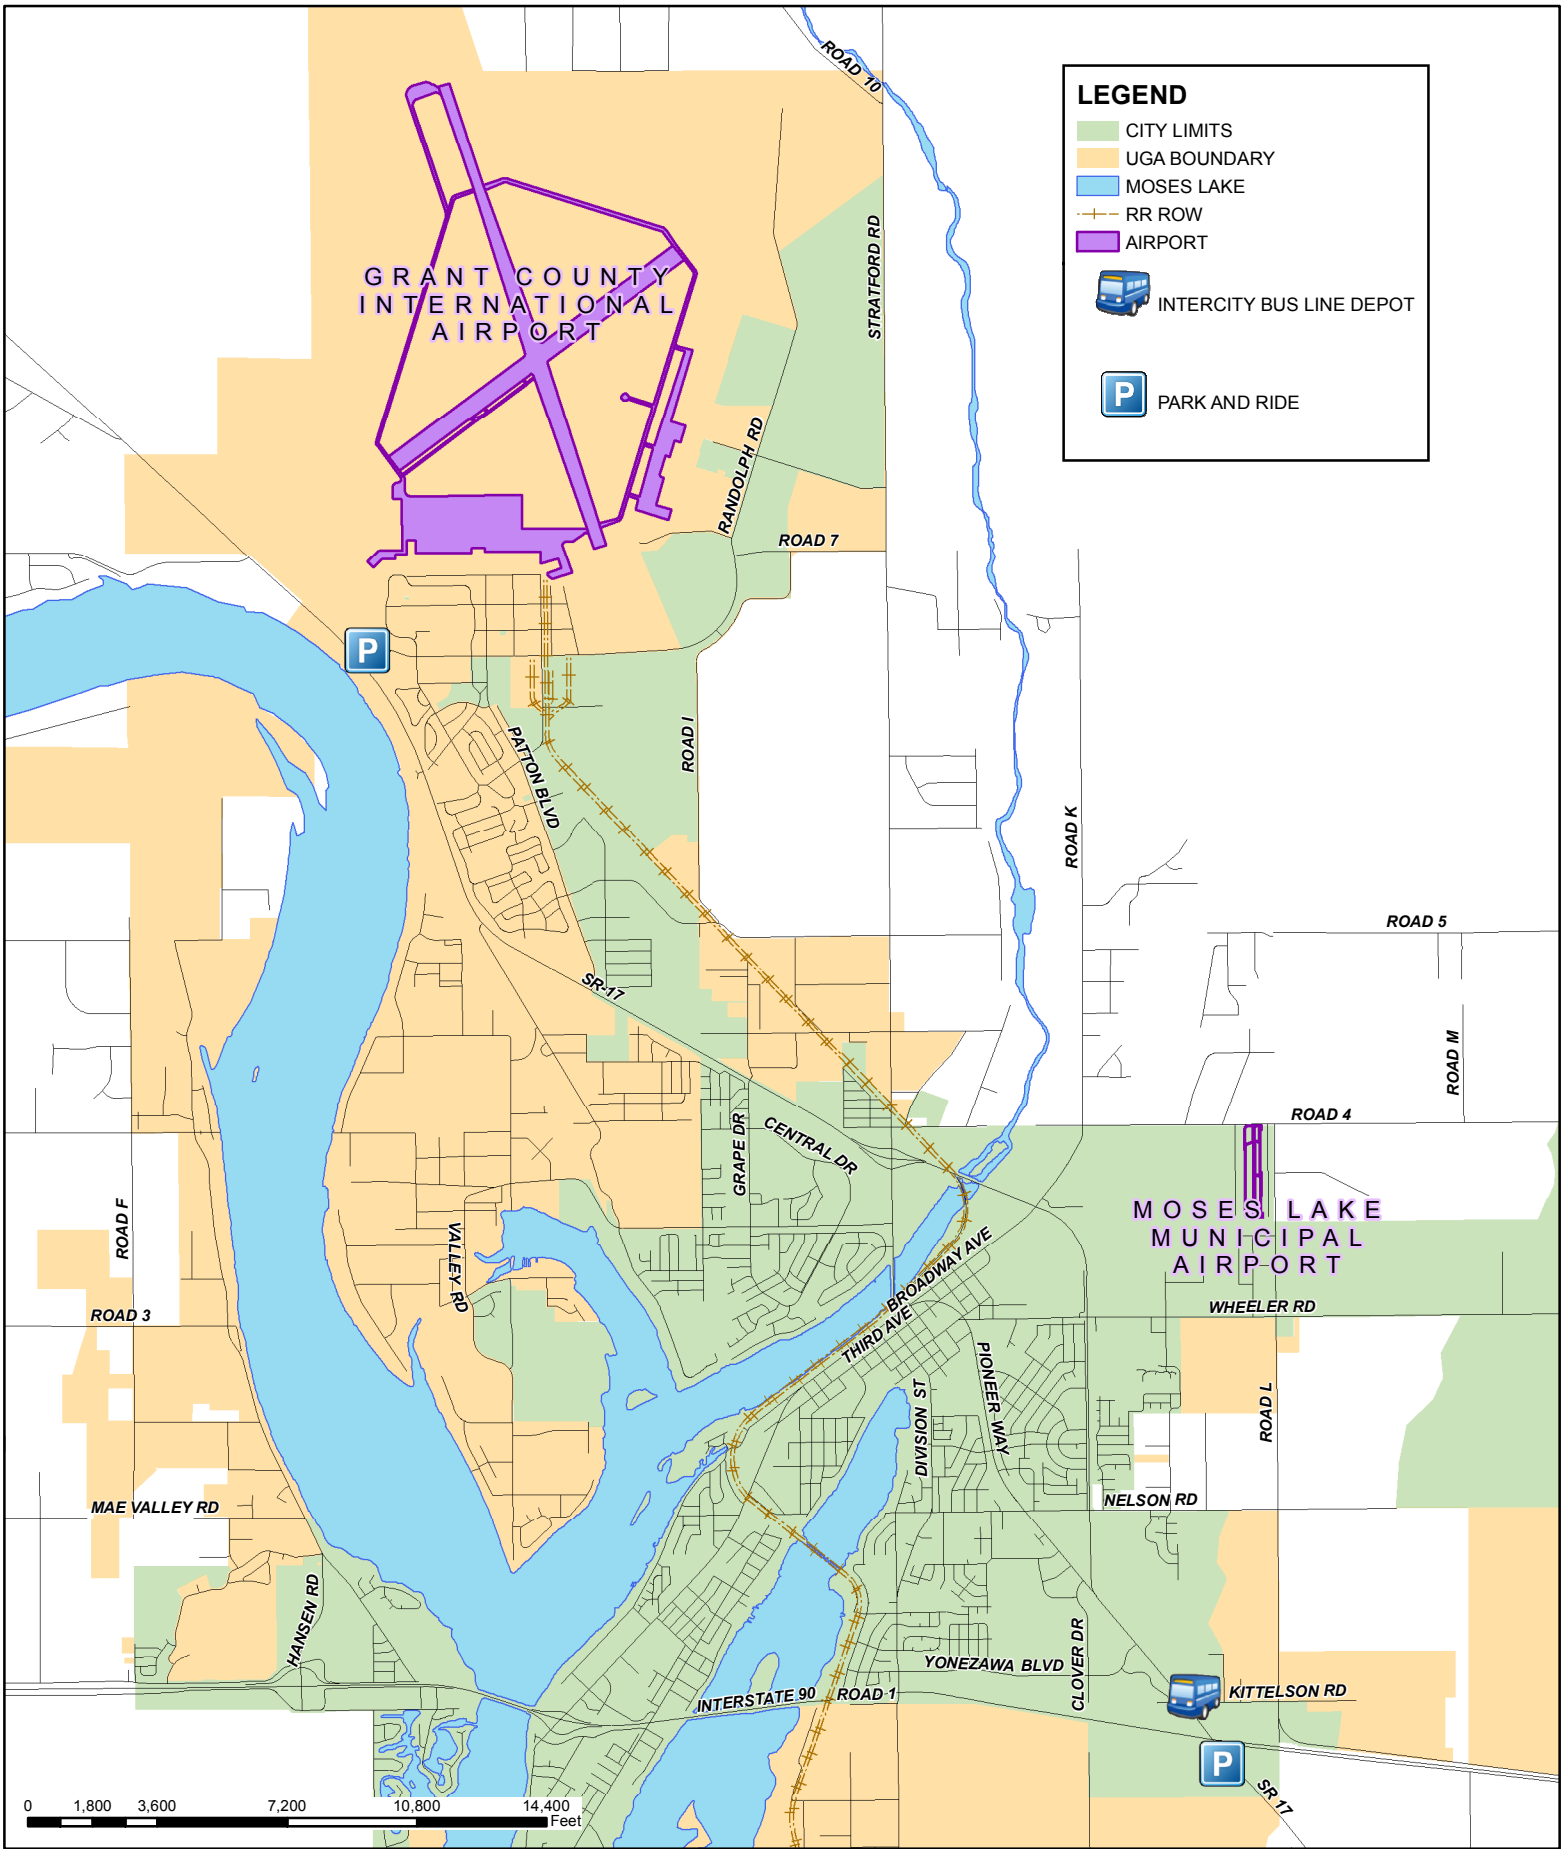 ROAD 10
LEGEND
CITY LIMITS
UGA BOUNDARY
MOSES LAKE
RR ROW
AIRPORT
INTERCITY BUS LINE DEPOT
P PARK AND RIDE
STRATFORD RD
GRANT COUNTY
INTERNATIONAL
AIRPORT
RANDOLPH RD
ROAD 7
P
ROAD I
PATTON BLVD
ROAD K
ROAD 5
SR-17
ROAD M
ROAD 4
GRAPE DR
CENTRAL DR
ROAD F
VALLEY RD
MOSES LAKE
MUNICIPAL
AIRPORT
BROADWAY AVE
THIRD AVE
WHEELER RD
ROAD 3
PIONEER WAY
DIVISION ST
ROAD L
MAE VALLEY RD
NELSON RD
HANSEN RD
CLOVER DR
YONEZAWA BLVD
INTERSTATE 90
ROAD 1
KITTELSON RD
P
SR 17
0 1,800 3,600 7,200 10,800 14,400
Feet